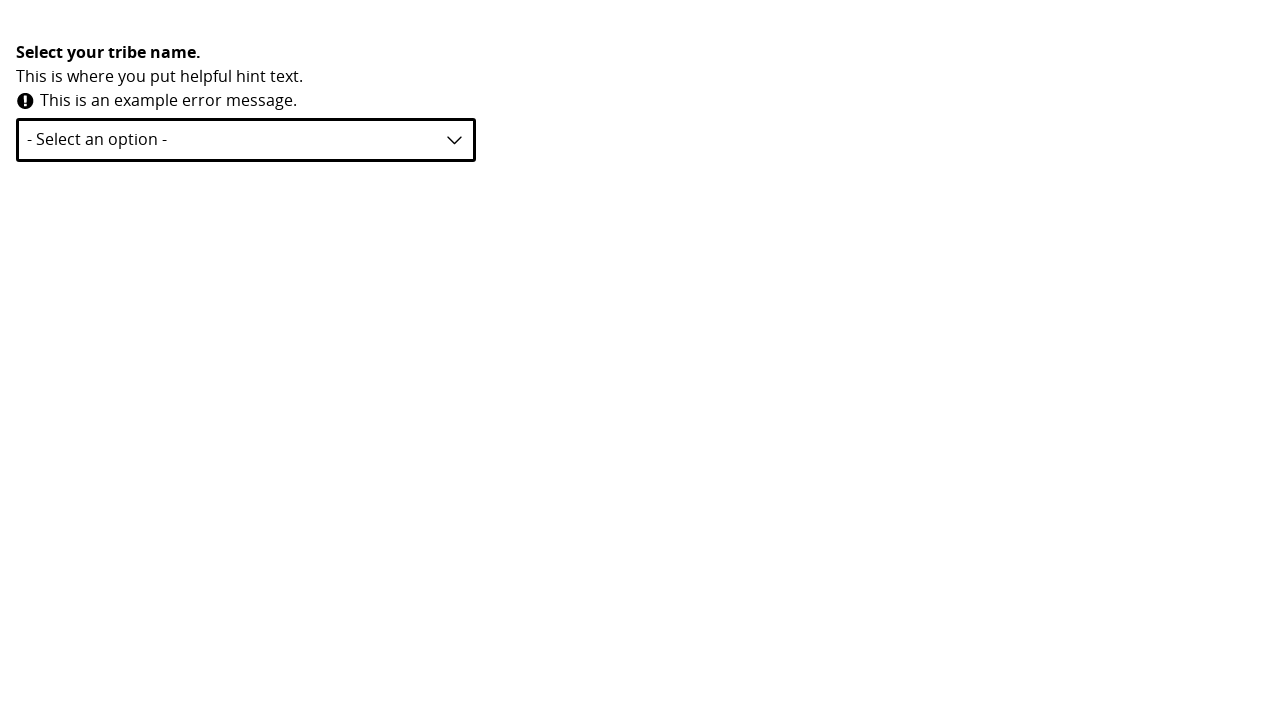 Select your tribe name.
This is where you put helpful hint text.
This is an example error message.
- Select an option -